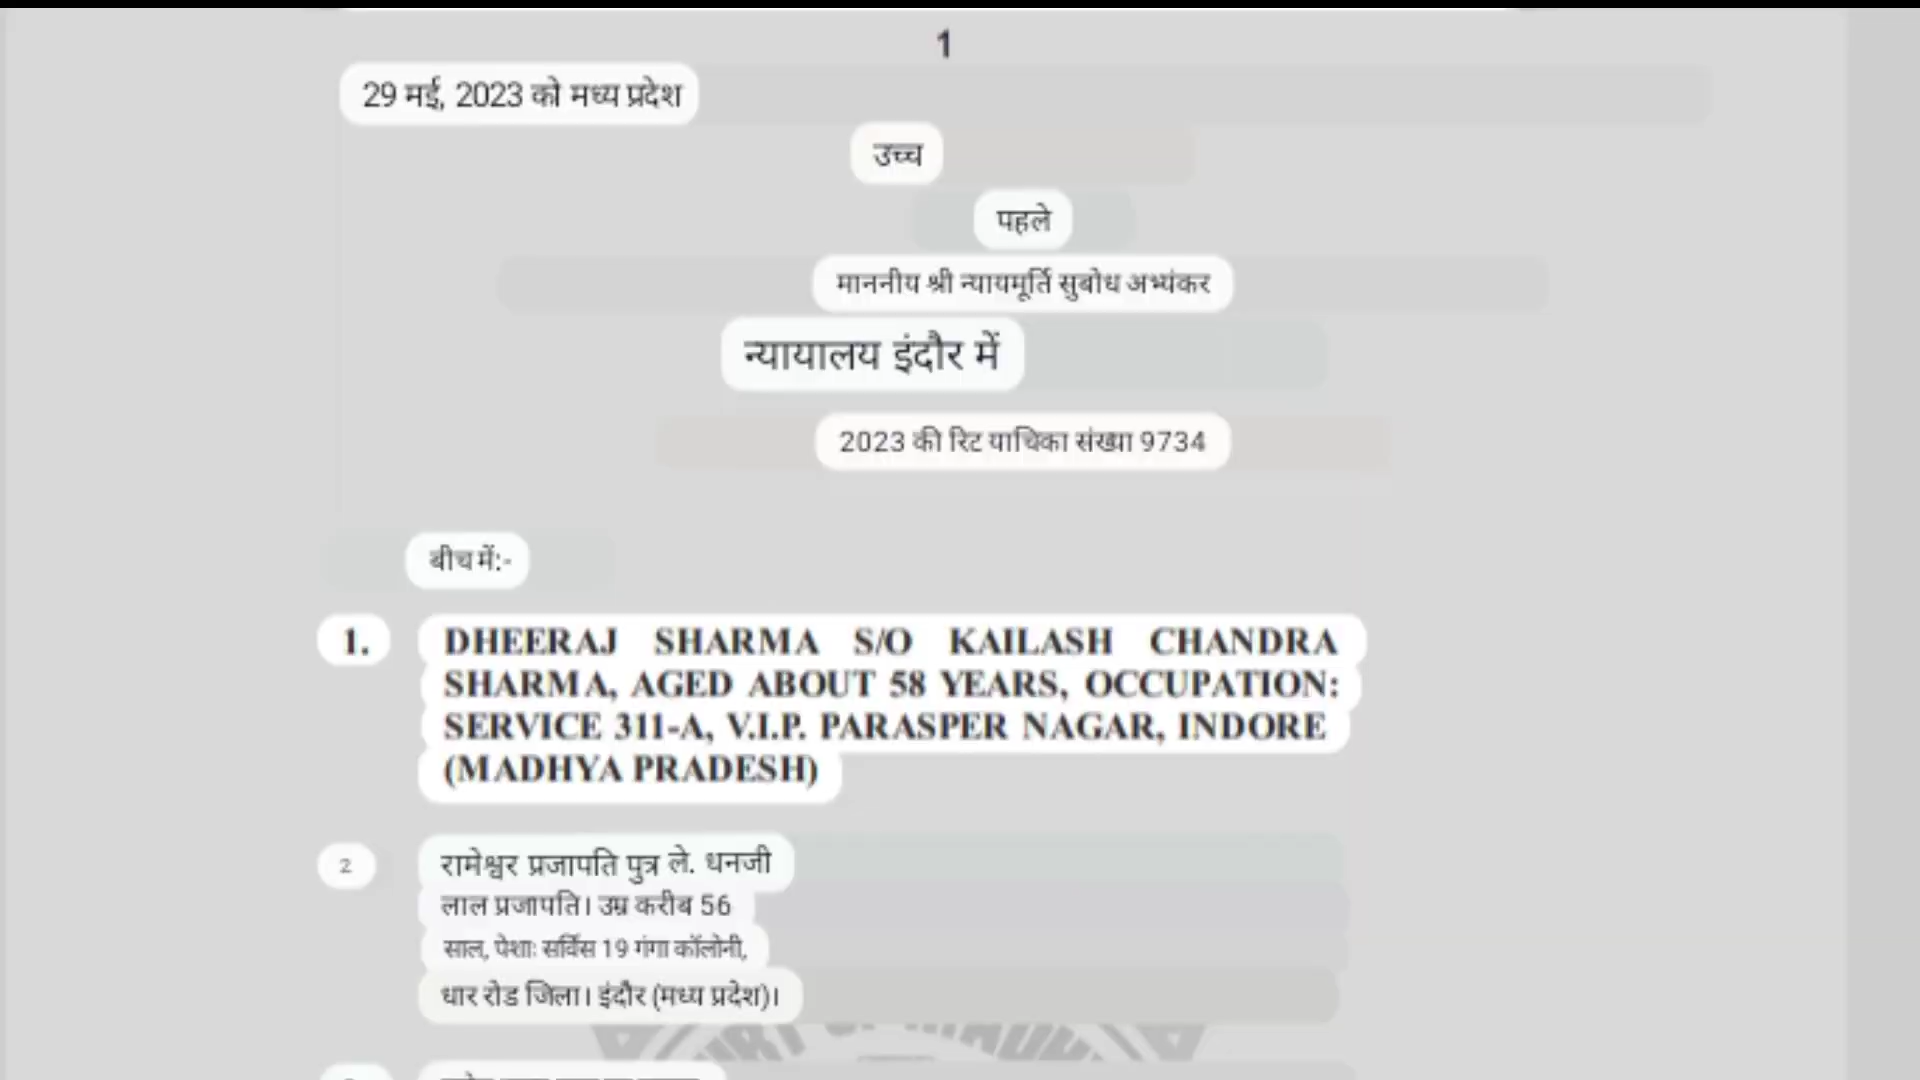 1
29 मई, 2023 को मध्य प्रदेश
उच्च
पहले
माननीय श्री न्यायमूर्ति सुबोध अभ्यंकर
न्यायालय इंदौर में
2023 की रिट याचिका संख्या 9734
बीच में:-
1. DHEERAJ SHARMA S/O KAILASH CHANDRA
SHARMA, AGED ABOUT 58 YEARS, OCCUPATION:
SERVICE 311-A, V.I.P. PARASPER NAGAR, INDORE
(MADHYA PRADESH)
2 रामेश्वर प्रजापति पुत्र ले. धनजी
लाल प्रजापति। उम्र करीब 56
साल, पेशाः सर्विस 19 गंगा कॉलोनी,
धार रोड जिला। इंदौर (मध्य प्रदेश)।